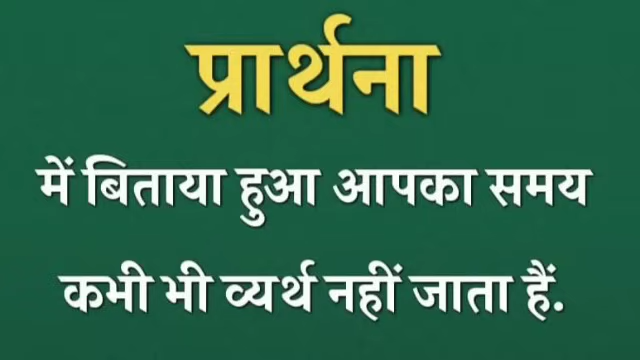 प्रार्थना
में बिताया हुआ आपका समय
कभी भी व्यर्थ नहीं जाता हैं.